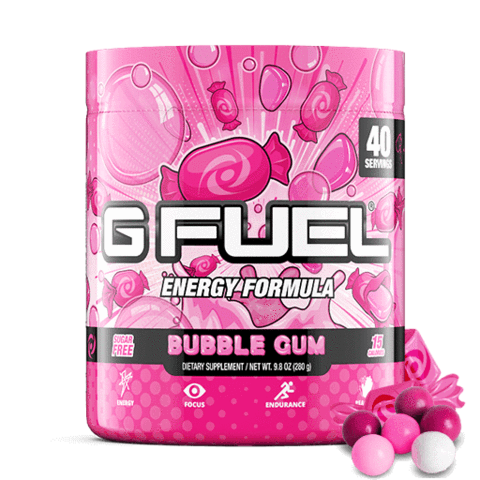 40
SERVINGS
G FUEL®
ENERGY FORMULA
SUGAR
FREE
BUBBLE GUM
15
CALORIES
DIETARY SUPPLEMENT / NET WT. 9.8 OZ (280 g)
ENERGY
FOCUS
ENDURANCE